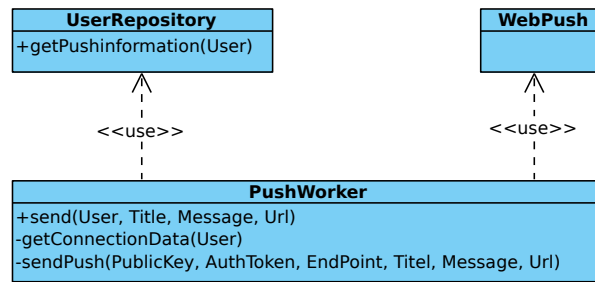 UserRepository
+getPushinformation(User)
WebPush
<<use>>
<<use>>
PushWorker
+send(User, Title, Message, Url)
-getConnectionData(User)
-sendPush(PublicKey, AuthToken, EndPoint, Titel, Message, Url)